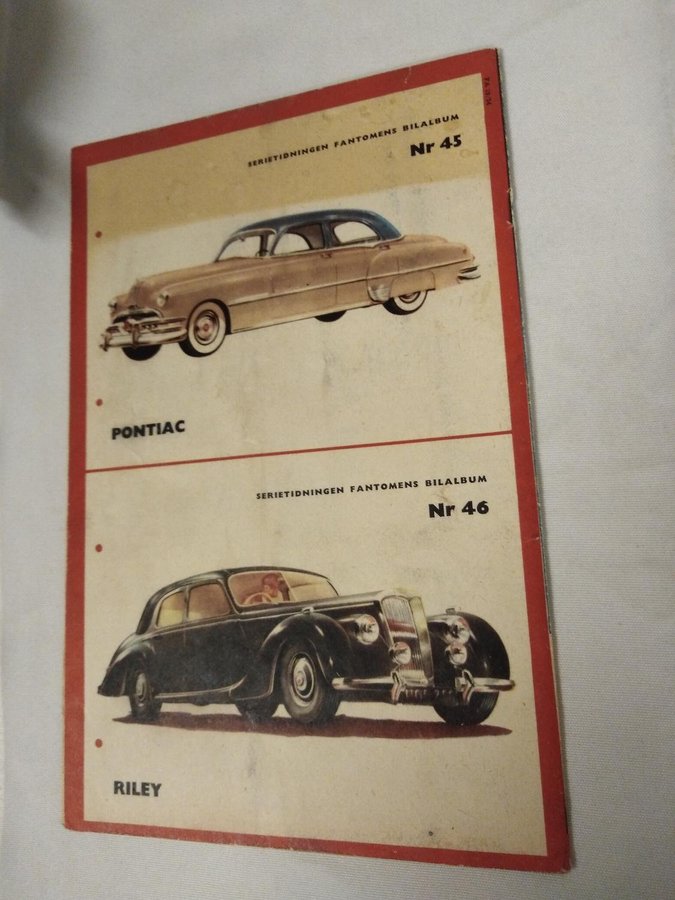 SERIETIDNINGEN FANTOMENS BILALBUM
Nr 45
PONTIAC
SERIETIDNINGEN FANTOMENS BILALBUM
Nr 46
RILEY